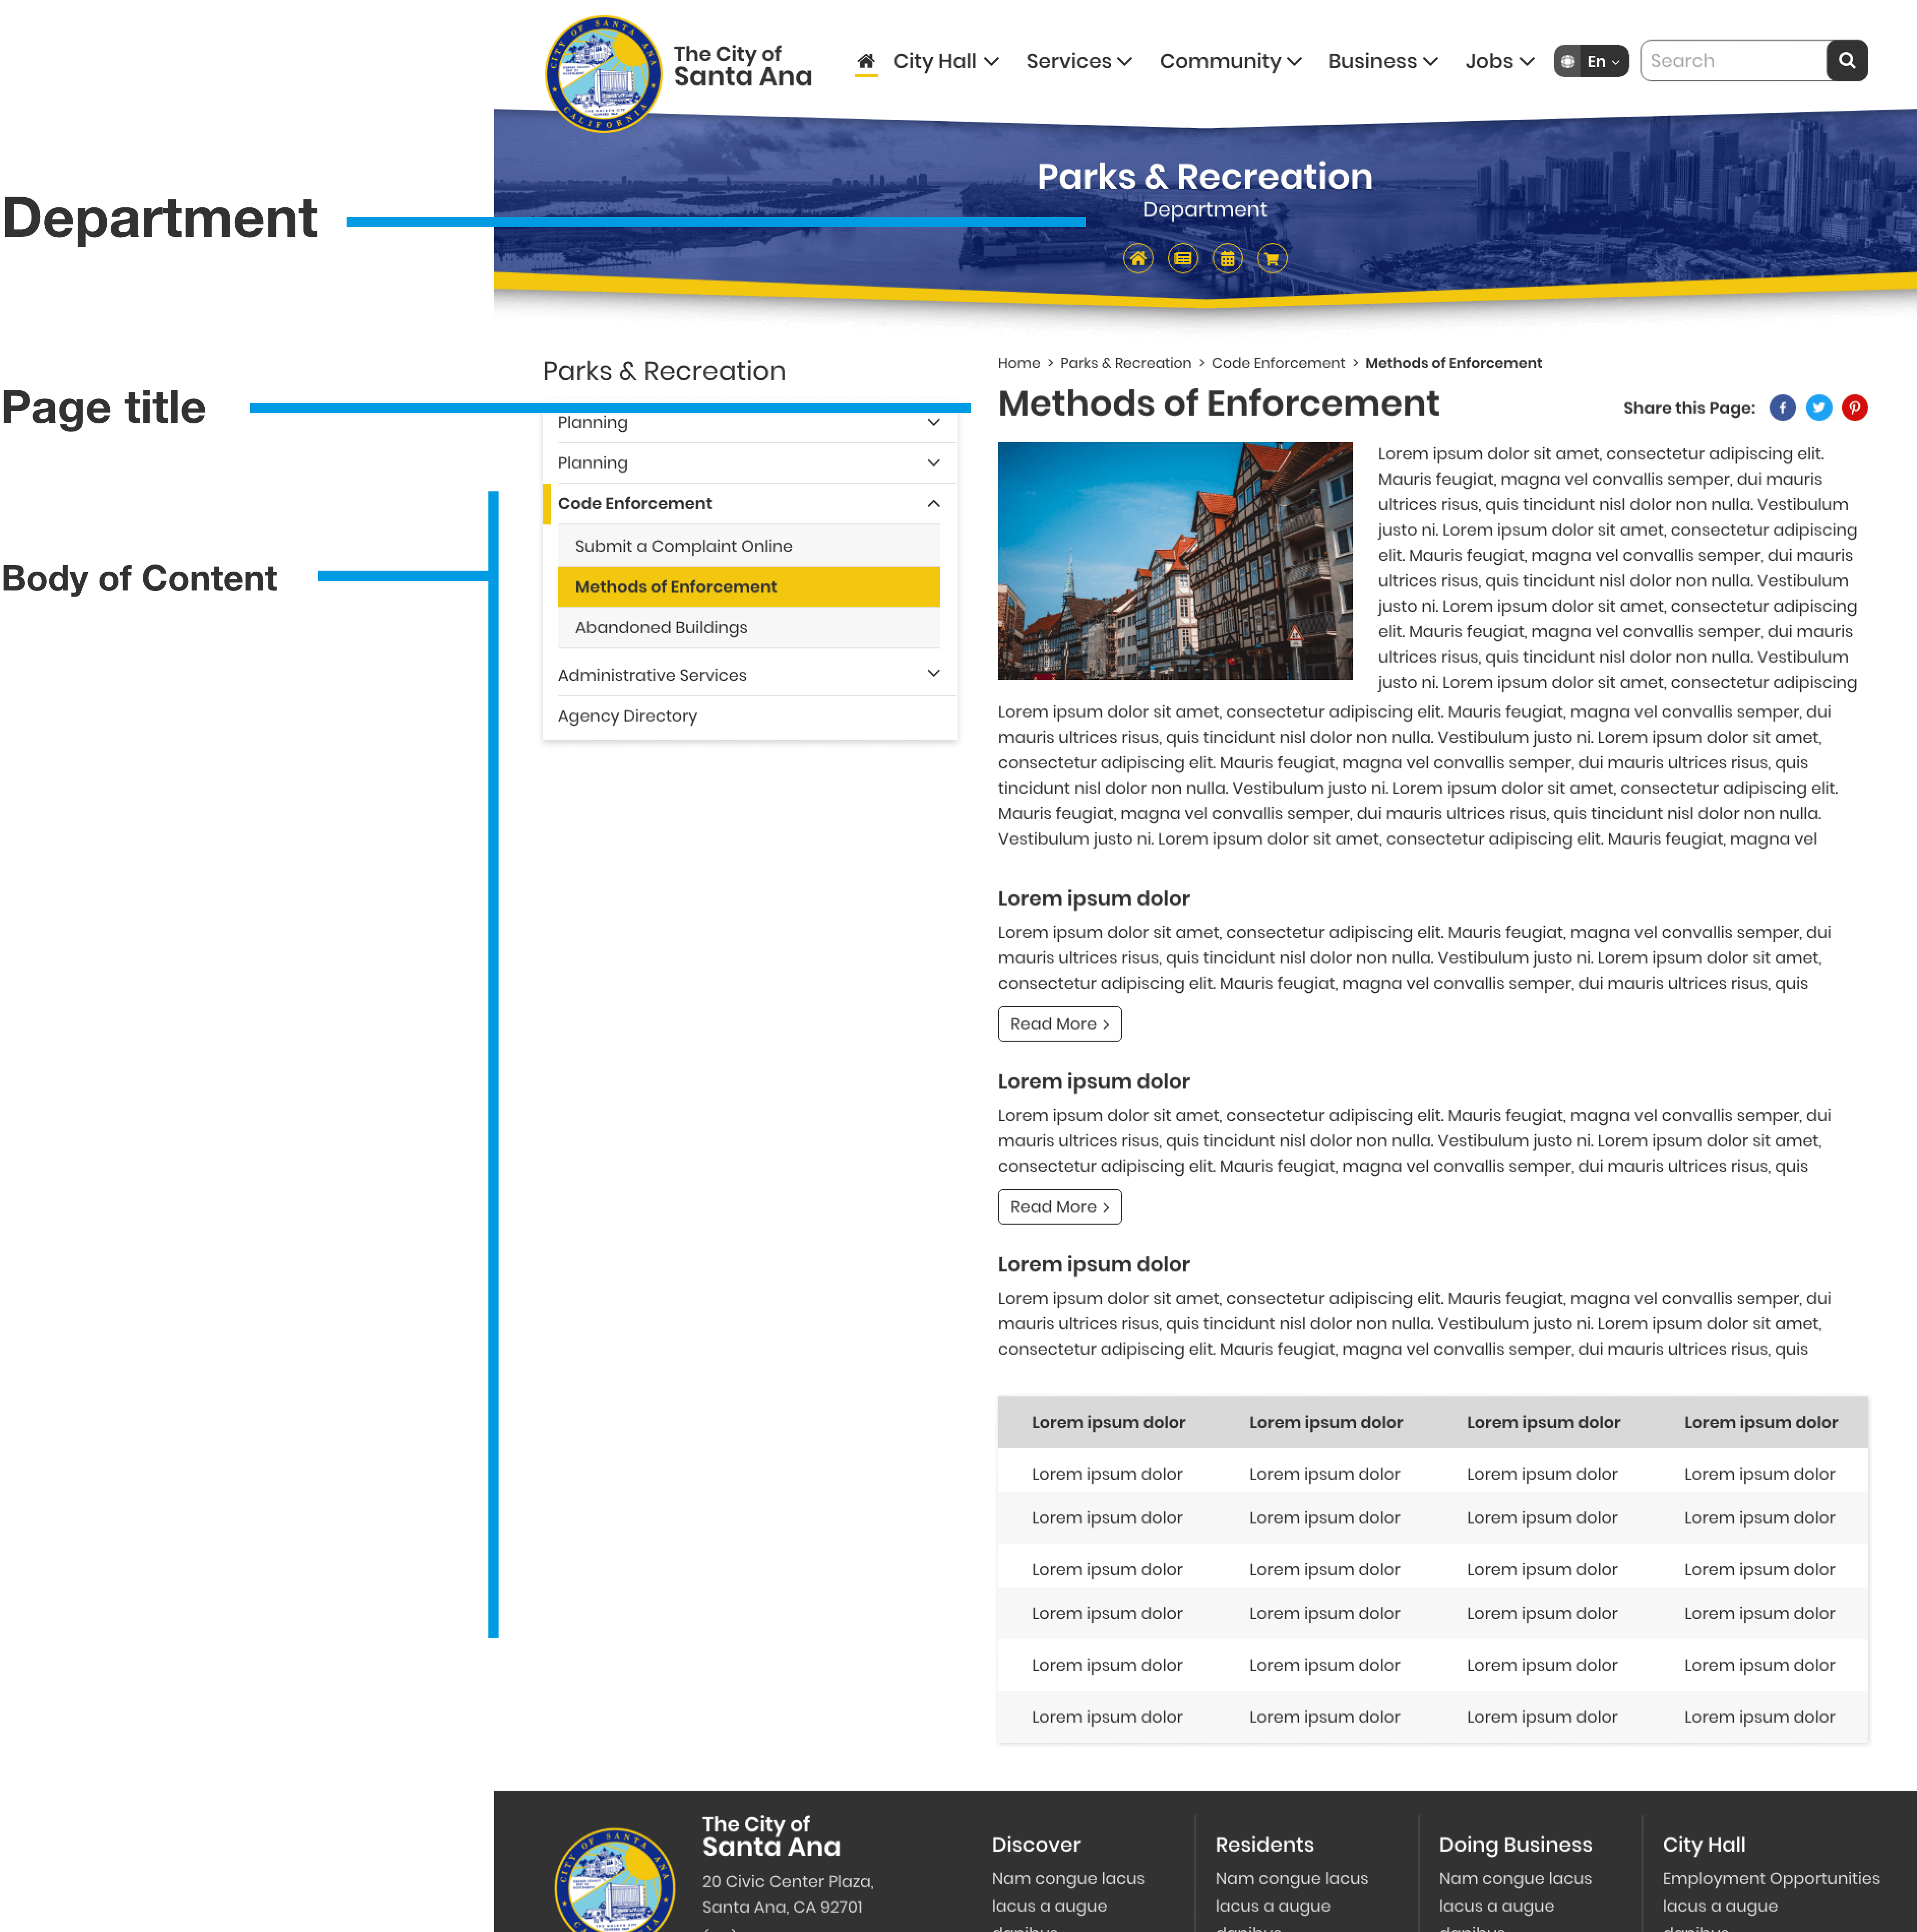 The City of
Santa Ana
City Hall
Services
Community
Business
Jobs
En
Search
CITY OF SANTA ANA
CALIFORNIA
Parks & Recreation
Department
Department
Parks & Recreation
Home > Parks & Recreation > Code Enforcement > Methods of Enforcement
Page title
Methods of Enforcement
Share this Page:
Planning
Planning
Code Enforcement
Submit a Complaint Online
Methods of Enforcement
Abandoned Buildings
Administrative Services
Agency Directory
Body of Content
Lorem ipsum dolor sit amet, consectetur adipiscing elit.
Mauris feugiat, magna vel convallis semper, dui mauris
ultrices risus, quis tincidunt nisl dolor non nulla. Vestibulum
justo ni. Lorem ipsum dolor sit amet, consectetur adipiscing
elit. Mauris feugiat, magna vel convallis semper, dui mauris
ultrices risus, quis tincidunt nisl dolor non nulla. Vestibulum
justo ni. Lorem ipsum dolor sit amet, consectetur adipiscing
elit. Mauris feugiat, magna vel convallis semper, dui mauris
ultrices risus, quis tincidunt nisl dolor non nulla. Vestibulum
justo ni. Lorem ipsum dolor sit amet, consectetur adipiscing
Lorem ipsum dolor sit amet, consectetur adipiscing elit. Mauris feugiat, magna vel convallis semper, dui
mauris ultrices risus, quis tincidunt nisl dolor non nulla. Vestibulum justo ni. Lorem ipsum dolor sit amet,
consectetur adipiscing elit. Mauris feugiat, magna vel convallis semper, dui mauris ultrices risus, quis
tincidunt nisl dolor non nulla. Vestibulum justo ni. Lorem ipsum dolor sit amet, consectetur adipiscing elit.
Mauris feugiat, magna vel convallis semper, dui mauris ultrices risus, quis tincidunt nisl dolor non nulla.
Vestibulum justo ni. Lorem ipsum dolor sit amet, consectetur adipiscing elit. Mauris feugiat, magna vel
Lorem ipsum dolor
Lorem ipsum dolor sit amet, consectetur adipiscing elit. Mauris feugiat, magna vel convallis semper, dui
mauris ultrices risus, quis tincidunt nisl dolor non nulla. Vestibulum justo ni. Lorem ipsum dolor sit amet,
consectetur adipiscing elit. Mauris feugiat, magna vel convallis semper, dui mauris ultrices risus, quis
Read More >
Lorem ipsum dolor
Lorem ipsum dolor sit amet, consectetur adipiscing elit. Mauris feugiat, magna vel convallis semper, dui
mauris ultrices risus, quis tincidunt nisl dolor non nulla. Vestibulum justo ni. Lorem ipsum dolor sit amet,
consectetur adipiscing elit. Mauris feugiat, magna vel convallis semper, dui mauris ultrices risus, quis
Read More >
Lorem ipsum dolor
Lorem ipsum dolor sit amet, consectetur adipiscing elit. Mauris feugiat, magna vel convallis semper, dui
mauris ultrices risus, quis tincidunt nisl dolor non nulla. Vestibulum justo ni. Lorem ipsum dolor sit amet,
consectetur adipiscing elit. Mauris feugiat, magna vel convallis semper, dui mauris ultrices risus, quis
Lorem ipsum dolor Lorem ipsum dolor Lorem ipsum dolor Lorem ipsum dolor
Lorem ipsum dolor Lorem ipsum dolor Lorem ipsum dolor Lorem ipsum dolor
Lorem ipsum dolor Lorem ipsum dolor Lorem ipsum dolor Lorem ipsum dolor
Lorem ipsum dolor Lorem ipsum dolor Lorem ipsum dolor Lorem ipsum dolor
Lorem ipsum dolor Lorem ipsum dolor Lorem ipsum dolor Lorem ipsum dolor
Lorem ipsum dolor Lorem ipsum dolor Lorem ipsum dolor Lorem ipsum dolor
Lorem ipsum dolor Lorem ipsum dolor Lorem ipsum dolor Lorem ipsum dolor
CITY OF SANTA ANA
The City of
Santa Ana
20 Civic Center Plaza,
Santa Ana, CA 92701
Discover
Nam congue lacus
lacus a augue
Residents
Nam congue lacus
lacus a augue
Doing Business
Nam congue lacus
lacus a augue
City Hall
Employment Opportunities
lacus a augue